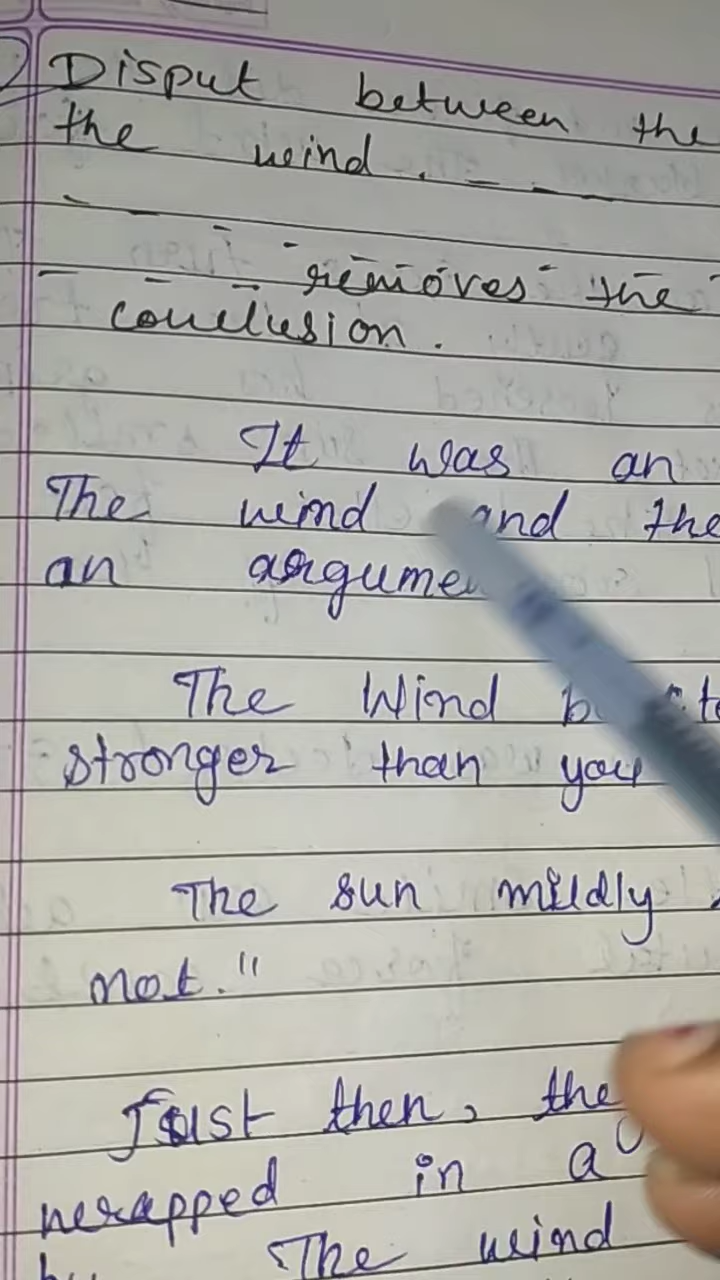 Disput between the
the wind . - - -
- - - -
- - - removes the
conclusion .
It was an
The wind and the
an
The Wind
stronger than you
The sun mildly
not."
Just then, the
wrapped in a
The wind